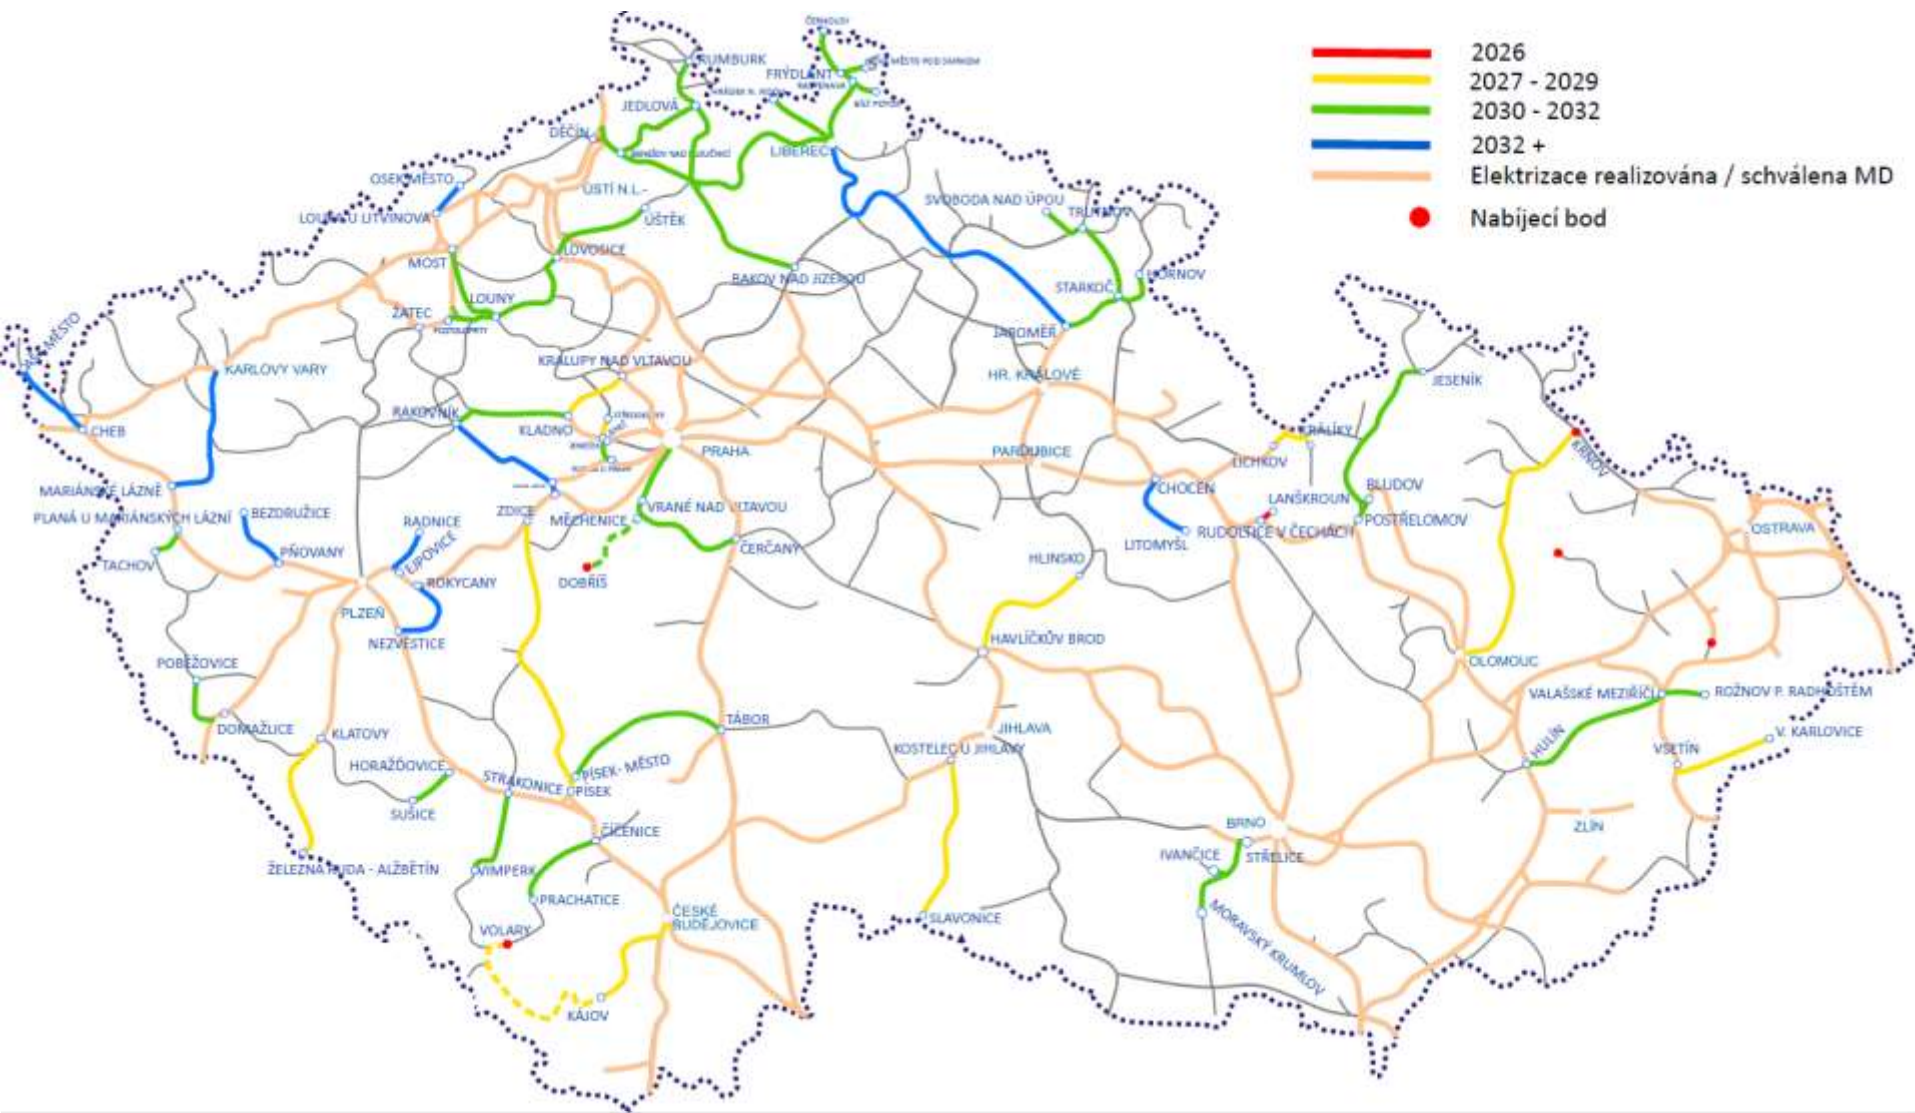 2026
2027 - 2029
2030 - 2032
2032 +
Elektrizace realizována / schválena MD
Nabíjecí bod
RUMBURK
FRÝDLANT
JEDLOVÁ
DĚČÍN
LIBEREC
OSEK MĚSTO
ÚSTÍ N.L.-
ÚŠTĚK
LOUKA U LITVÍNOVA
SVOBODA NAD ÚPOU
TRUTNOV
LOVOSICE
MOST
BAKOV NAD JIZEROU
HORNOV
STARKOČ
LOUNY
ŽATEC
JAROMĚŘ
KRALUPY NAD VLTAVOU
KARLOVY VARY
HR. KRÁLOVÉ
JESENÍK
RAKOVNÍK
KLADNO
CHEB
PRAHA
PARDUBICE
KRÁLÍKY
LICHKOV
KRNOV
MARIÁNSKÉ LÁZNĚ
CHOCEŇ
LANŠKROUN
BLUDOV
PLANÁ U MARIÁNSKÝCH LÁZNÍ
BEZDRUŽICE
RADNICE
ZDICE
MĚCHENICE
VRANÉ NAD VLTAVOU
LITOMYŠL
RUDOLTICE V ČECHÁCH
POSTŘELOMOV
OSTRAVA
TACHOV
PŇOVANY
EJPOVICE
ROKYCANY
ČERČANY
HLINSKO
DOBŘÍŠ
PLZEŇ
NEZVĚSTICE
HAVLÍČKŮV BROD
OLOMOUC
POBĚŽOVICE
VALAŠSKÉ MEZIŘÍČÍ
ROŽNOV P. RADHOŠTĚM
DOMAŽLICE
KLATOVY
TÁBOR
JIHLAVA
KOSTELEC U JIHLAVY
HULÍN
VSETÍN
V. KARLOVICE
HORAŽĎOVICE
STRAKONICE
PÍSEK- MĚSTO
PÍSEK
SUŠICE
ČÍČENICE
BRNO
ZLÍN
ŽELEZNÁ RUDA - ALŽBĚTÍN
VIMPERK
IVANČICE
STŘELICE
PRACHATICE
ČESKÉ
BUDĚJOVICE
SLAVONICE
VOLARY
MORAVSKÝ KRUMLOV
KÁJOV